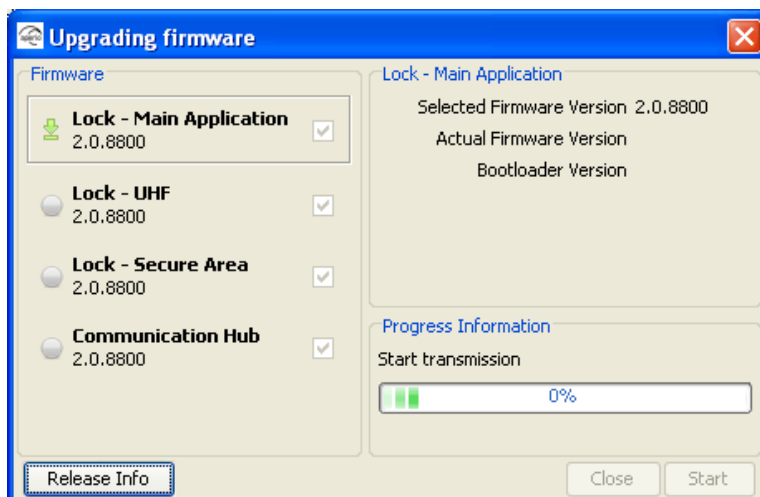 Upgrading firmware
Firmware
Lock - Main Application
2.0.8800
Lock - UHF
2.0.8800
Lock - Secure Area
2.0.8800
Communication Hub
2.0.8800
Lock - Main Application
Selected Firmware Version 2.0.8800
Actual Firmware Version
Bootloader Version
Progress Information
Start transmission
0%
Release Info
Close
Start